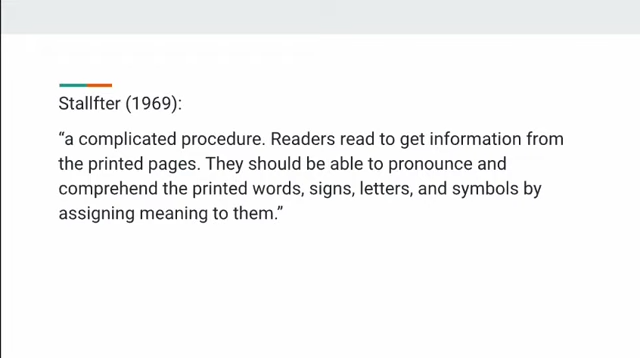 Stallfter (1969):
“a complicated procedure. Readers read to get information from
the printed pages. They should be able to pronounce and
comprehend the printed words, signs, letters, and symbols by
assigning meaning to them.”